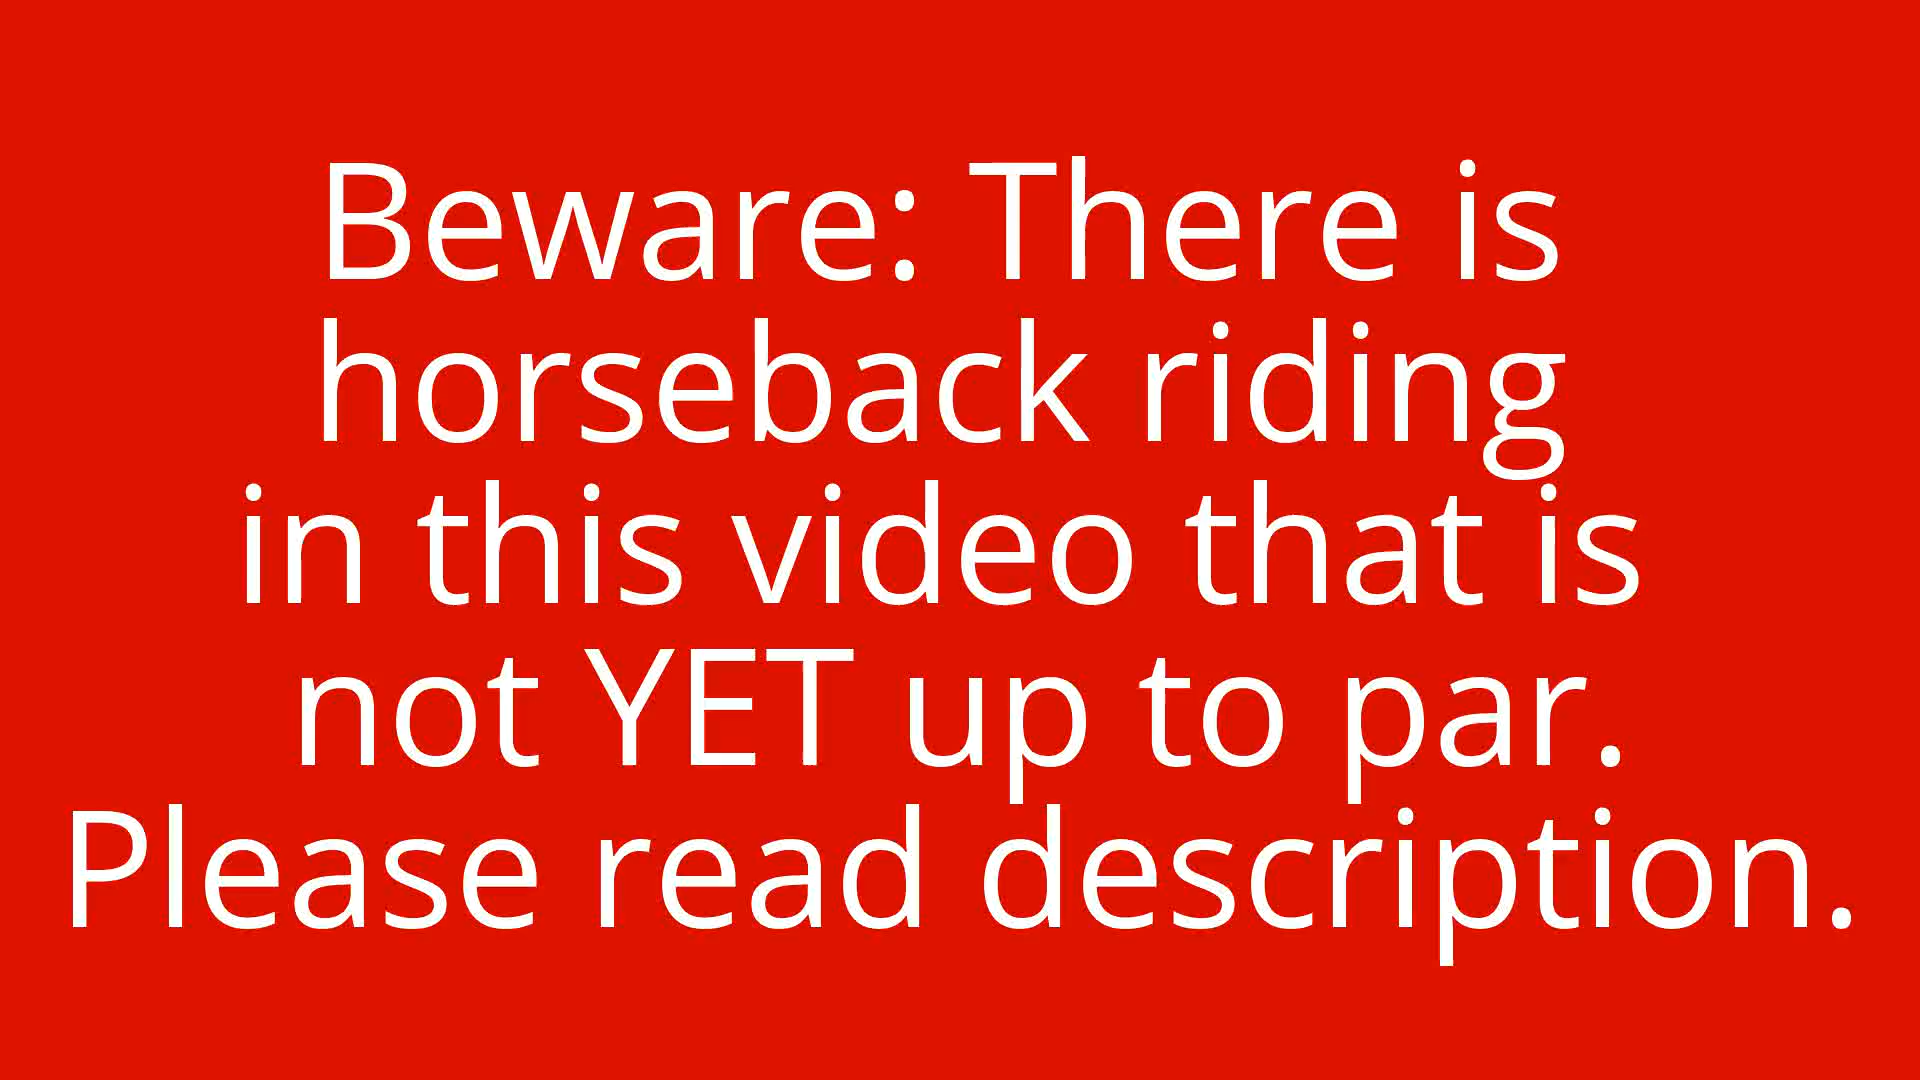 Beware: There is
horseback riding
in this video that is
not YET up to par.
Please read description.